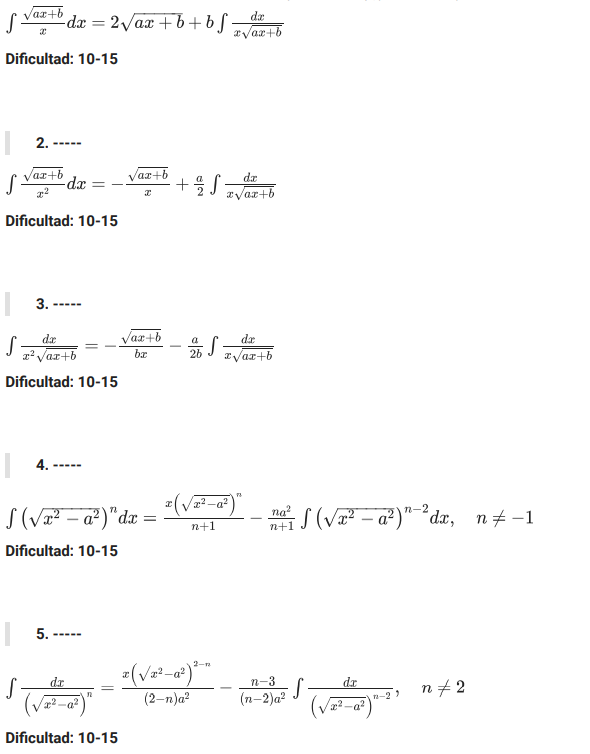 ∫ √(ax+b)/x dx = 2√(ax + b) + b ∫ dx/(x√(ax+b))
Dificultad: 10-15
2. -----
∫ √(ax+b)/x² dx = −√(ax+b)/x + a/2 ∫ dx/(x√(ax+b))
Dificultad: 10-15
3. -----
∫ dx/(x²√(ax+b)) = −√(ax+b)/(bx) − a/(2b) ∫ dx/(x√(ax+b))
Dificultad: 10-15
4. -----
∫ (√(x² − a²))ⁿ dx = x(√(x²−a²))ⁿ/(n+1) − na²/(n+1) ∫ (√(x² − a²))ⁿ⁻² dx, n ≠ −1
Dificultad: 10-15
5. -----
∫ dx/(√(x²−a²))ⁿ = x(√(x²−a²))²⁻ⁿ/((2−n)a²) − (n−3)/((n−2)a²) ∫ dx/(√(x²−a²))ⁿ⁻², n ≠ 2
Dificultad: 10-15